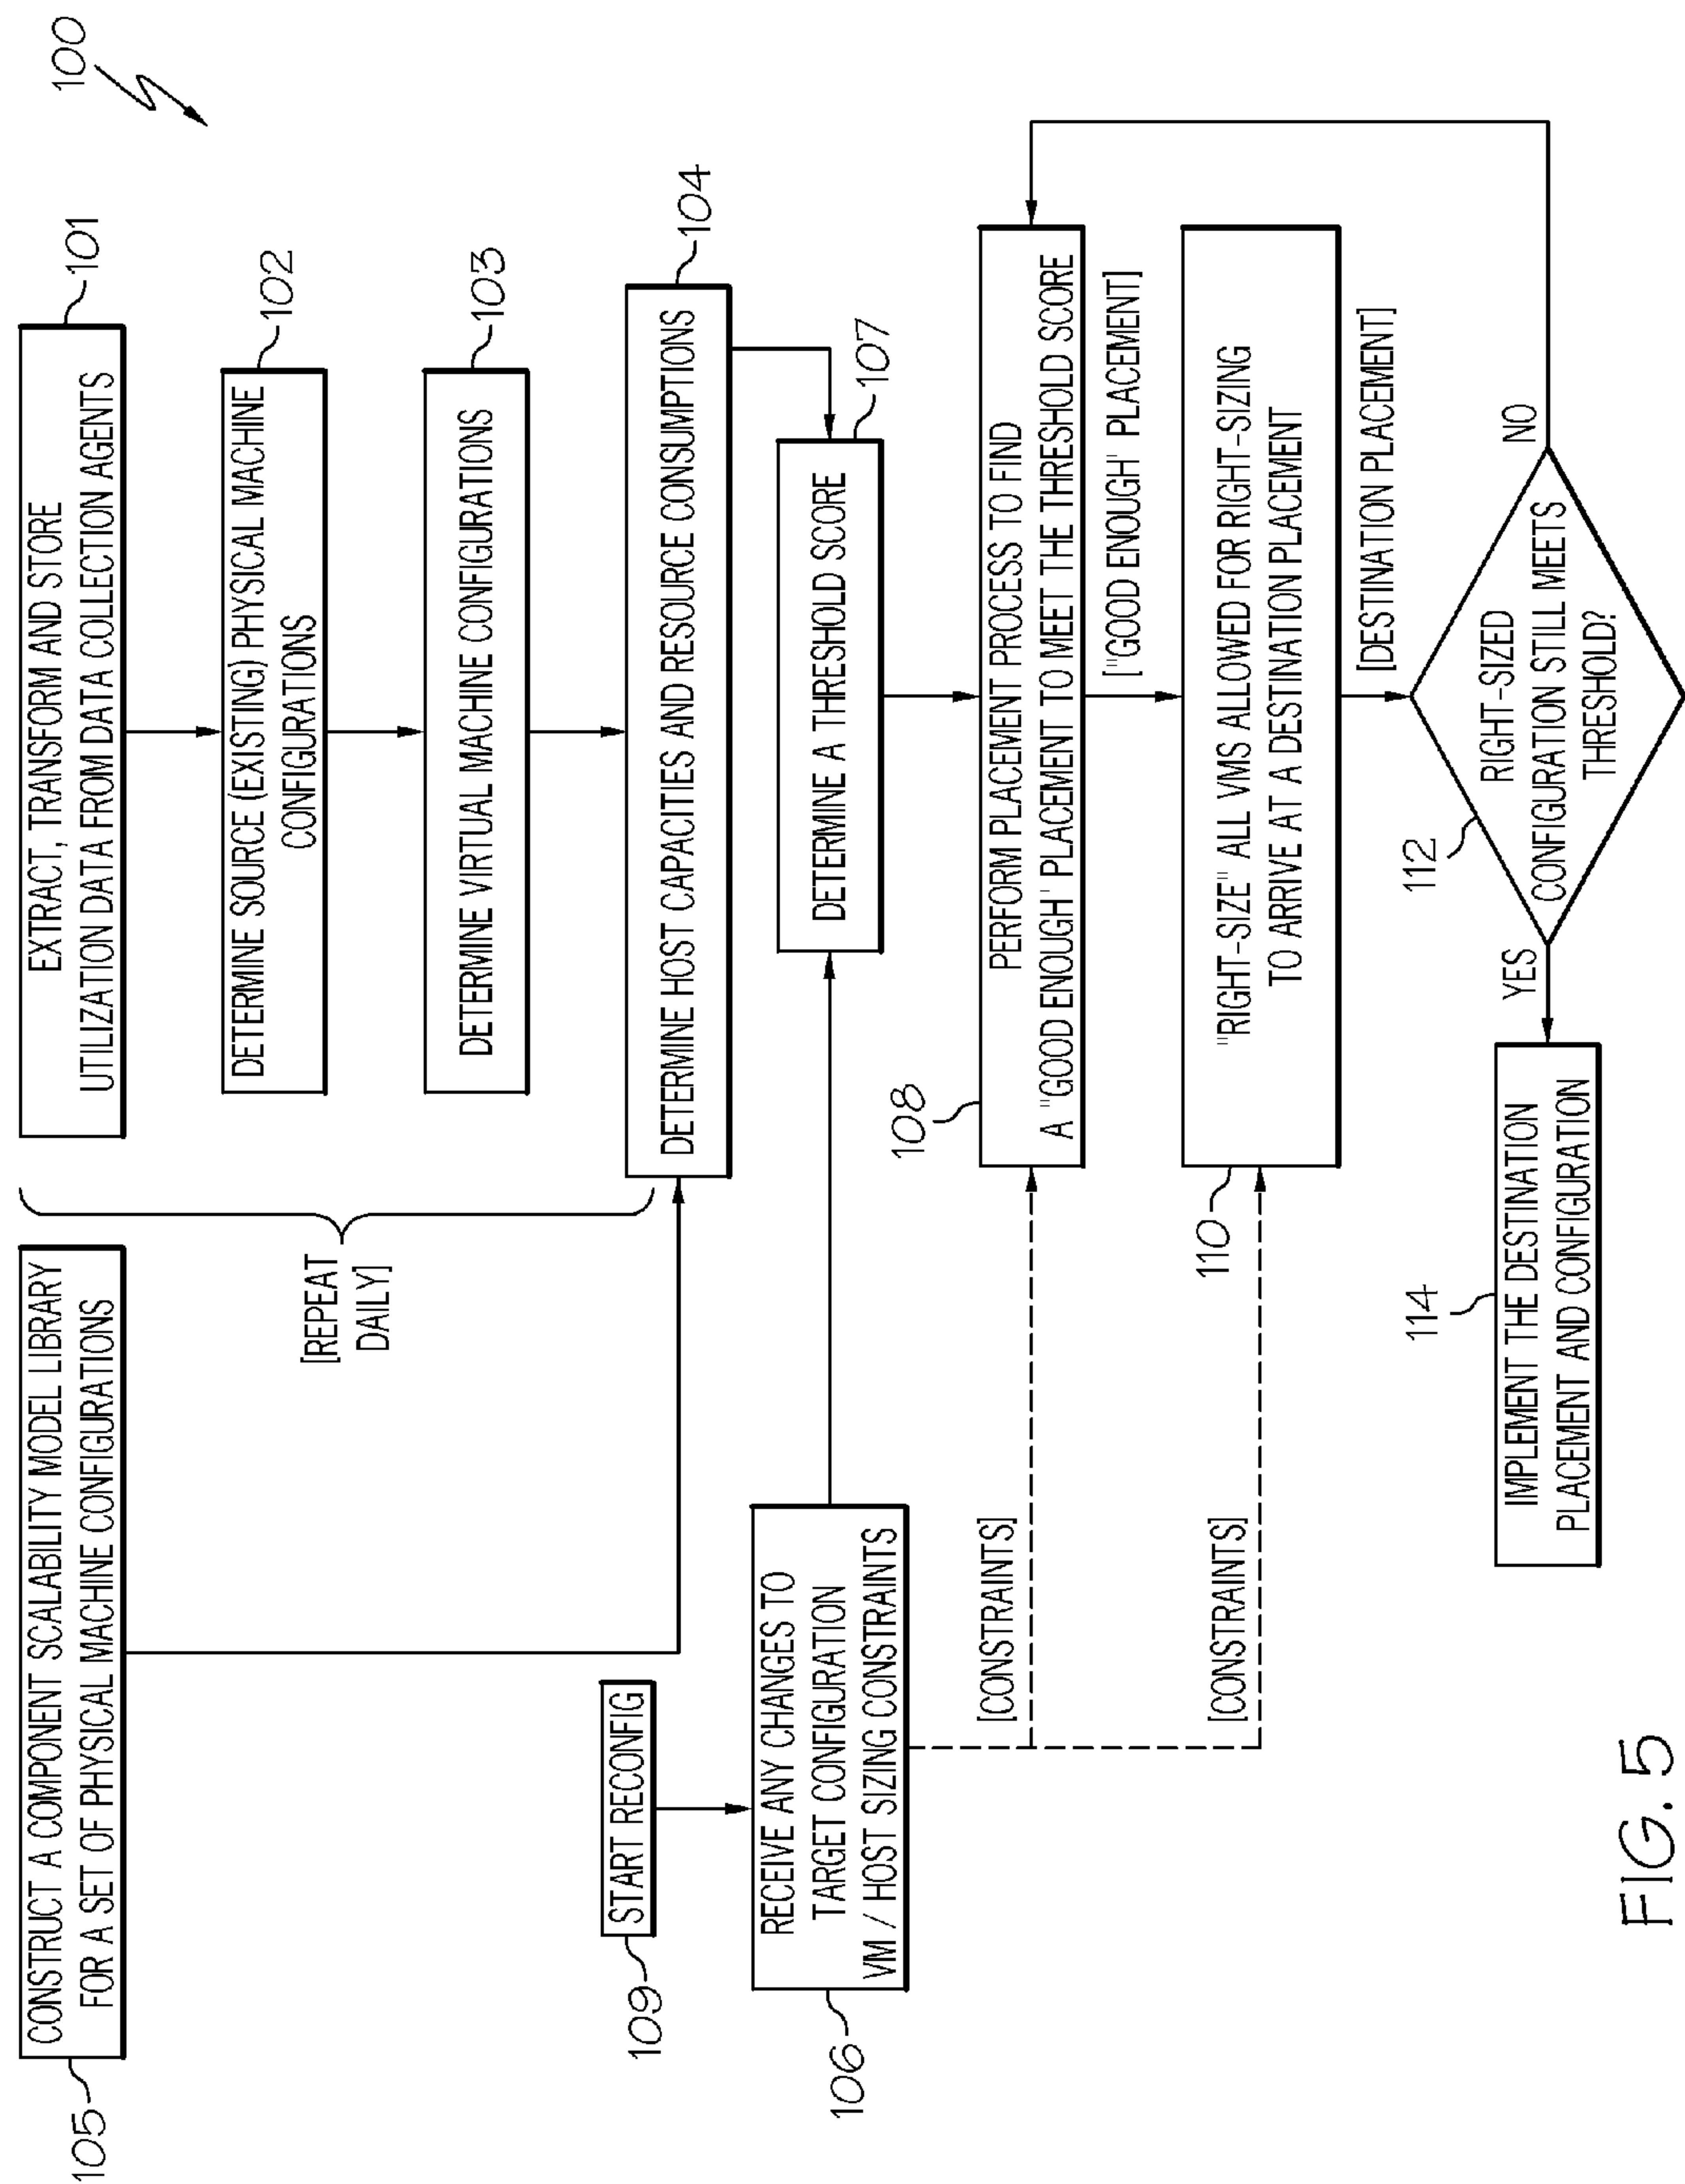 100
CONSTRUCT A COMPONENT SCALABILITY MODEL LIBRARY
FOR A SET OF PHYSICAL MACHINE CONFIGURATIONS
105
EXTRACT, TRANSFORM AND STORE
UTILIZATION DATA FROM DATA COLLECTION AGENTS
101
DETERMINE SOURCE (EXISTING) PHYSICAL MACHINE
CONFIGURATIONS
102
[REPEAT
DAILY]
DETERMINE VIRTUAL MACHINE CONFIGURATIONS
103
START RECONFIG
109
DETERMINE HOST CAPACITIES AND RESOURCE CONSUMPTIONS
104
RECEIVE ANY CHANGES TO
TARGET CONFIGURATION
VM / HOST SIZING CONSTRAINTS
106
DETERMINE A THRESHOLD SCORE
107
[CONSTRAINTS]
108
PERFORM PLACEMENT PROCESS TO FIND
A "GOOD ENOUGH' PLACEMENT TO MEET THE THRESHOLD SCORE
["GOOD ENOUGH' PLACEMENT]
[CONSTRAINTS]
110
"RIGHT-SIZE" ALL VMS ALLOWED FOR RIGHT-SIZING
TO ARRIVE AT A DESTINATION PLACEMENT
[DESTINATION PLACEMENT]
112
RIGHT-SIZED
CONFIGURATION STILL MEETS
THRESHOLD?
YES
NO
114
IMPLEMENT THE DESTINATION
PLACEMENT AND CONFIGURATION
FIG. 5